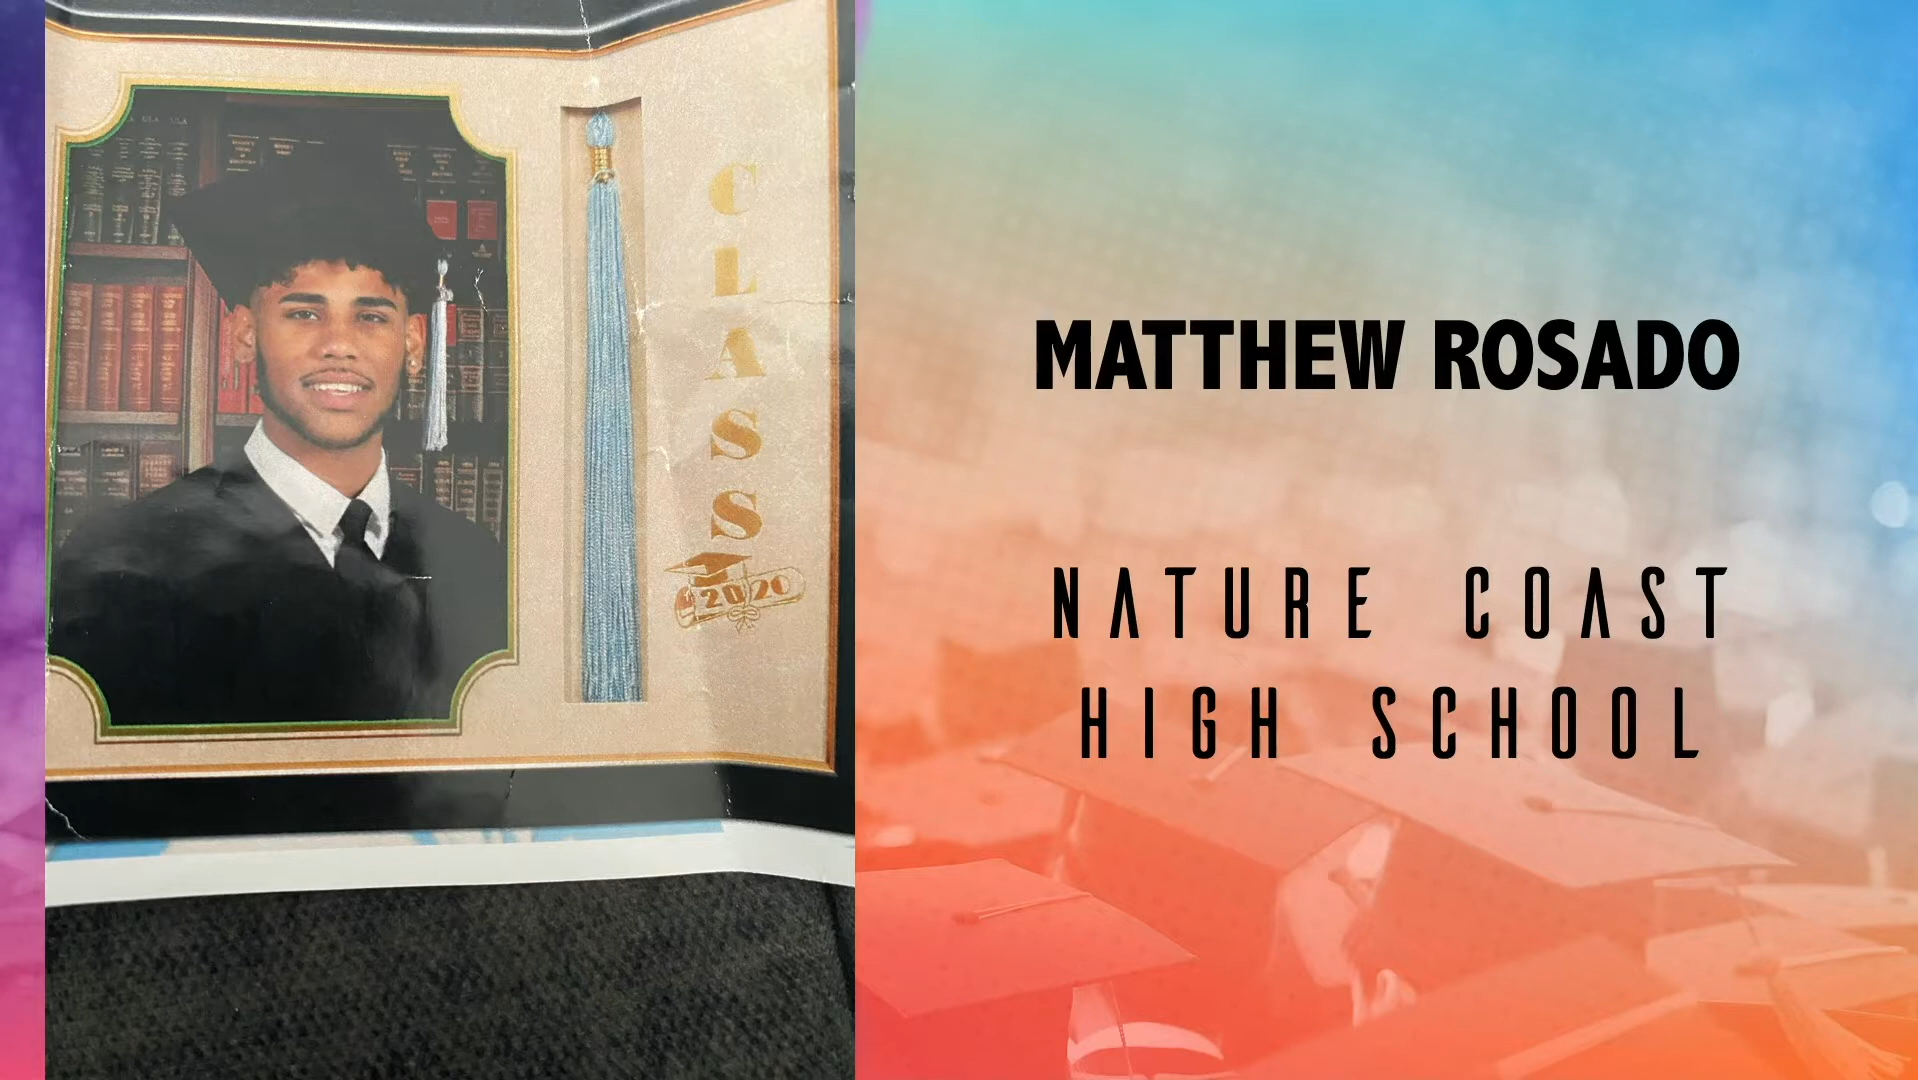 CLASS
2020
MATTHEW ROSADO
NATURE COAST
HIGH SCHOOL